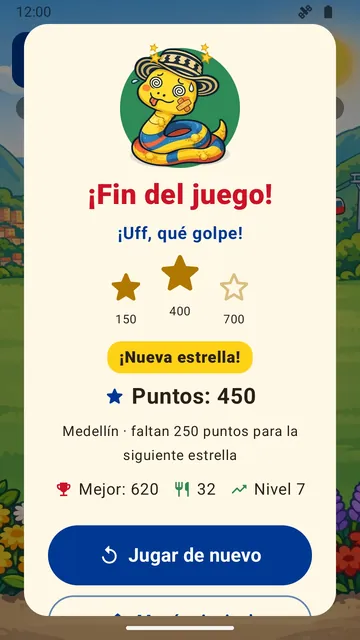 12:00
¡Fin del juego!
¡Uff, qué golpe!
150
400
700
¡Nueva estrella!
Puntos: 450
Medellín · faltan 250 puntos para la
siguiente estrella
Mejor: 620 32 Nivel 7
Jugar de nuevo